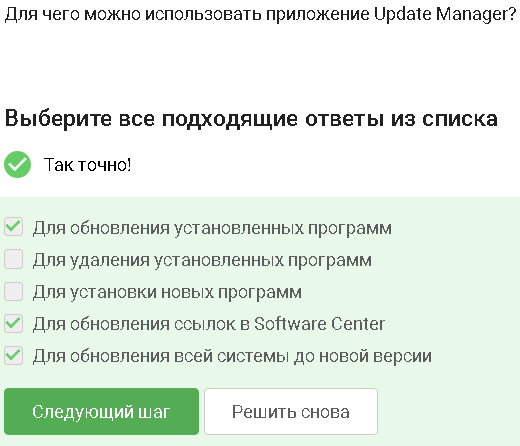 Для чего можно использовать приложение Update Manager?
Выберите все подходящие ответы из списка
Так точно!
Для обновления установленных программ
Для удаления установленных программ
Для установки новых программ
Для обновления ссылок в Software Center
Для обновления всей системы до новой версии
Следующий шаг
Решить снова